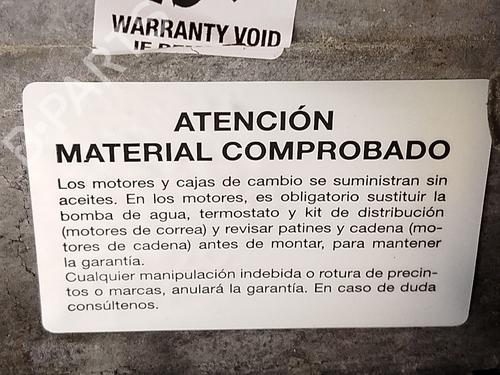 WARRANTY VOID
ATENCIÓN
MATERIAL COMPROBADO
Los motores y cajas de cambio se suministran sin
aceites. En los motores, es obligatorio sustituir la
bomba de agua, termostato y kit de distribución
(motores de correa) y revisar patines y cadena (mo-
tores de cadena) antes de montar, para mantener
la garantía.
Cualquier manipulación indebida o rotura de precin-
tos o marcas, anulará la garantía. En caso de duda
consúltenos.
B-PARTS